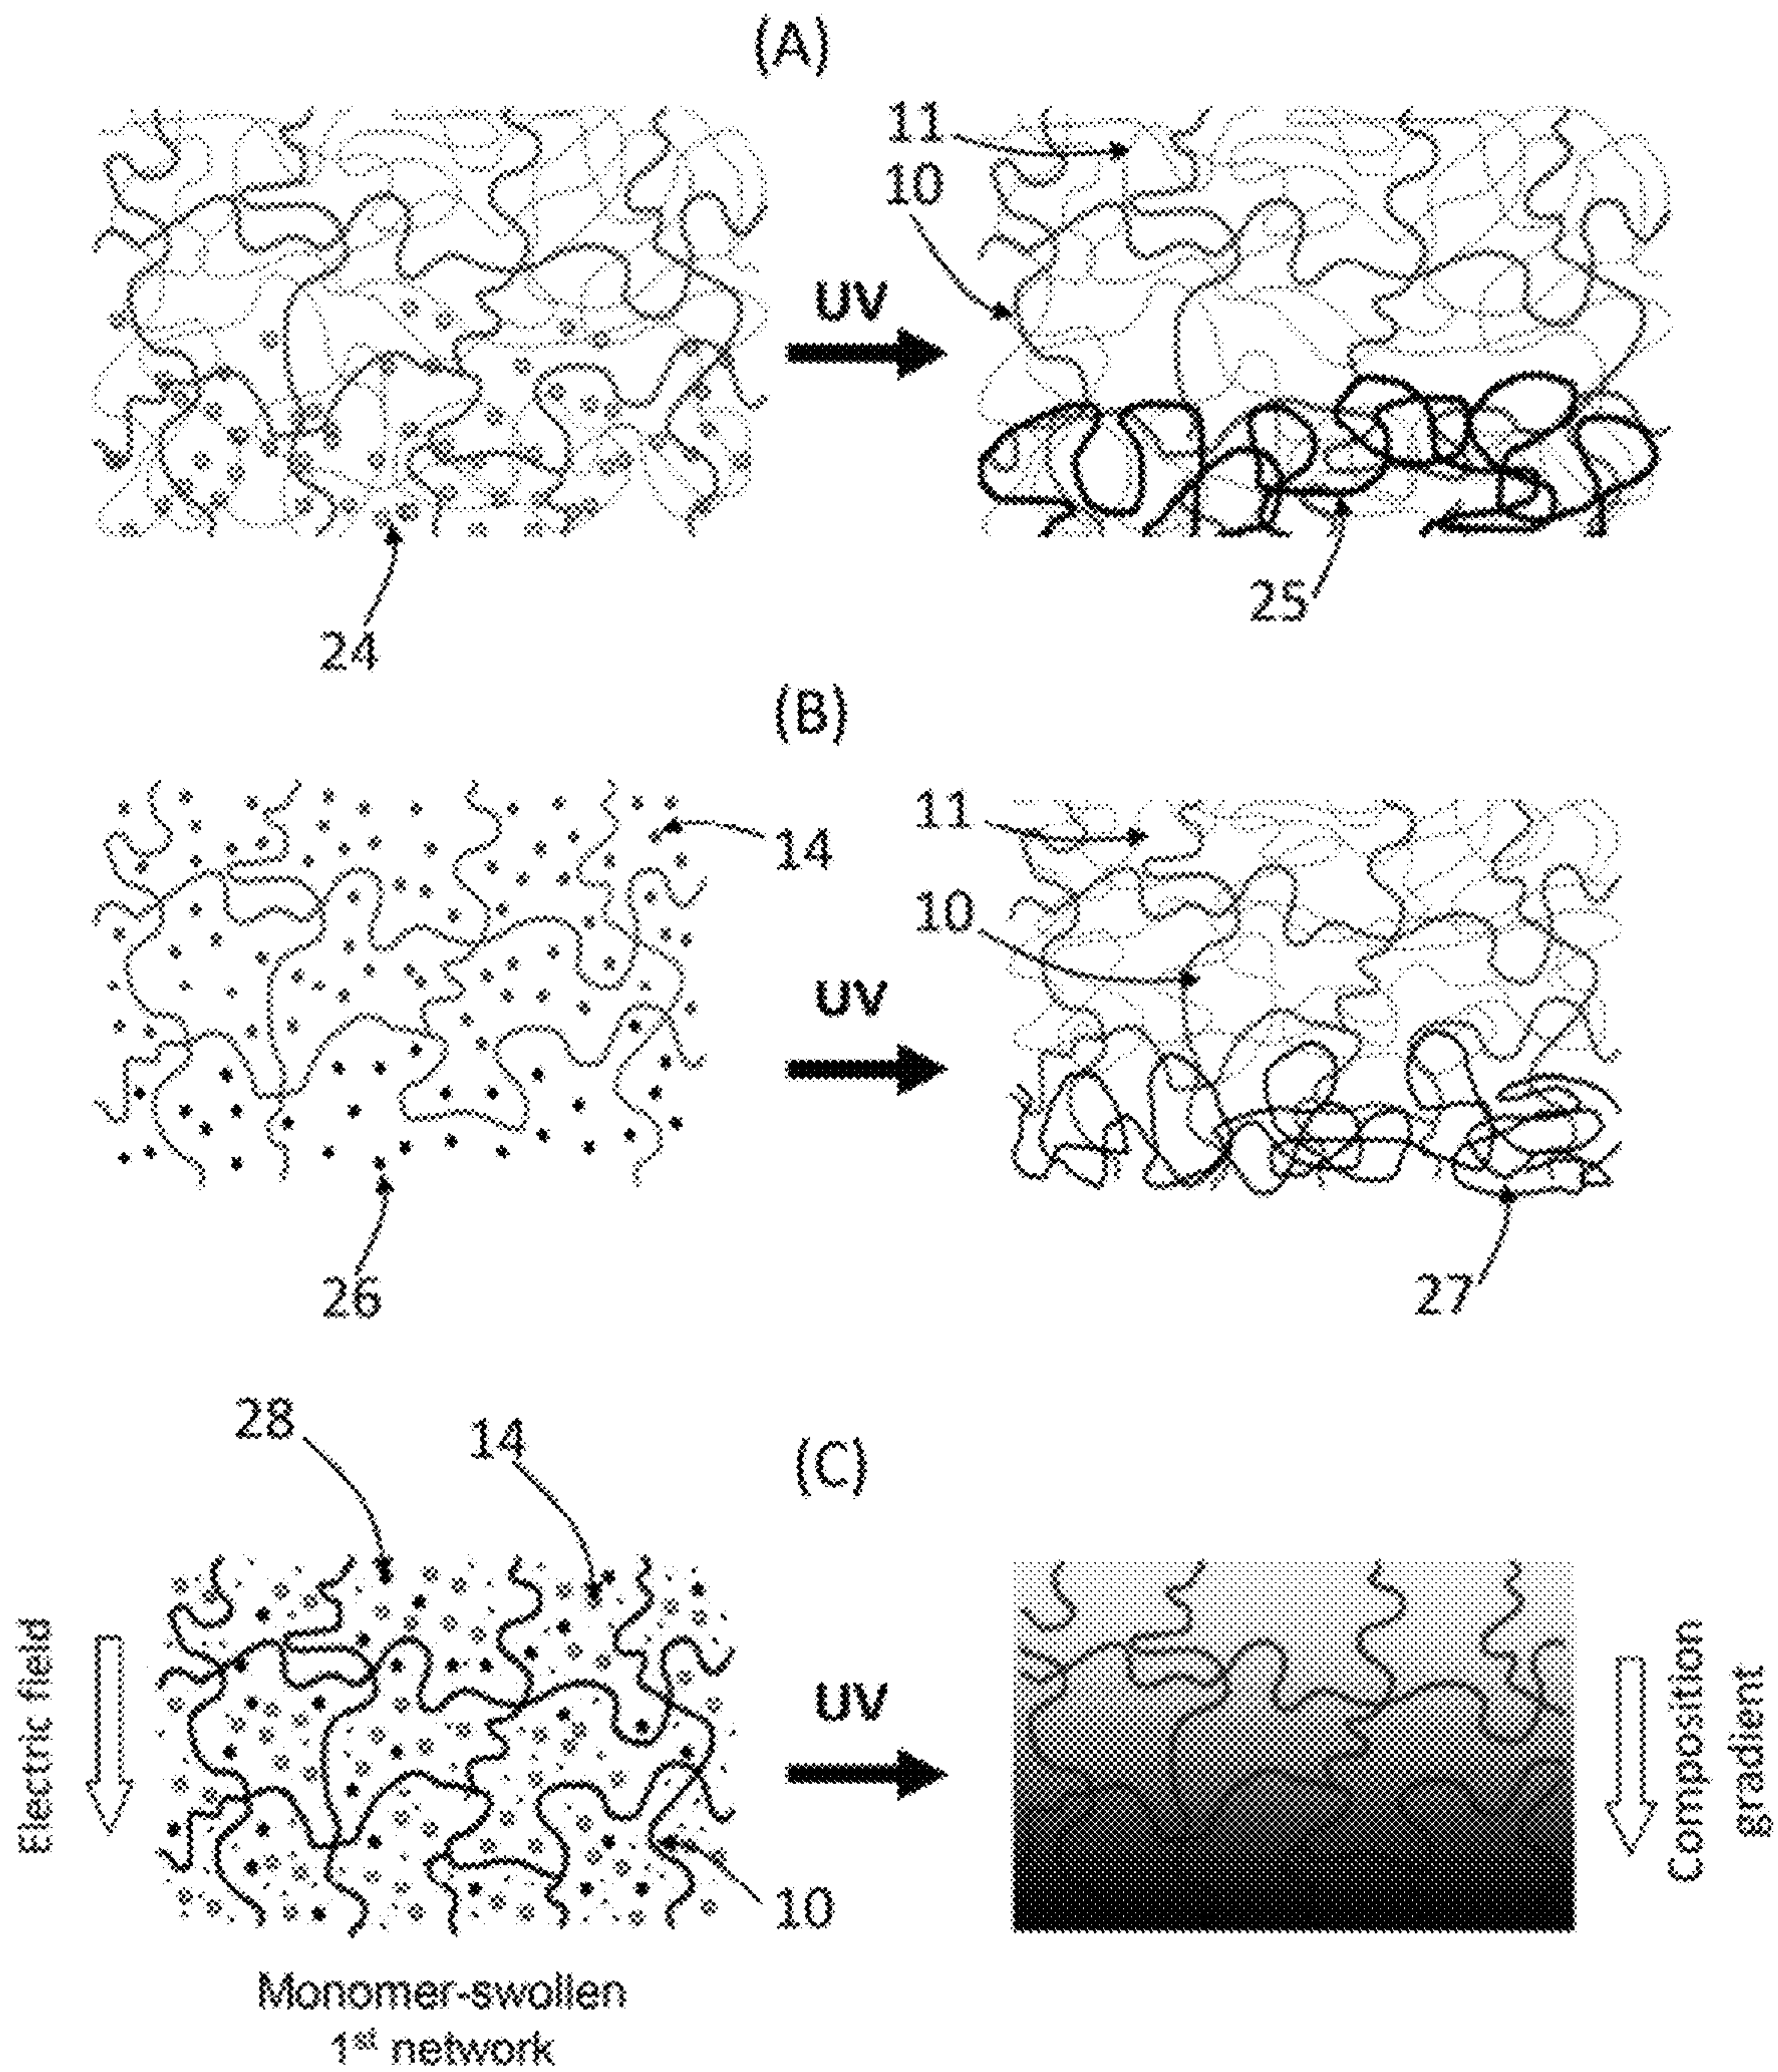 (A)
11
10
UV
24
25
(B)
14
11
10
UV
26
27
28
14
(C)
Electric field
UV
Composition
gradient
10
Monomer-swollen
1st network